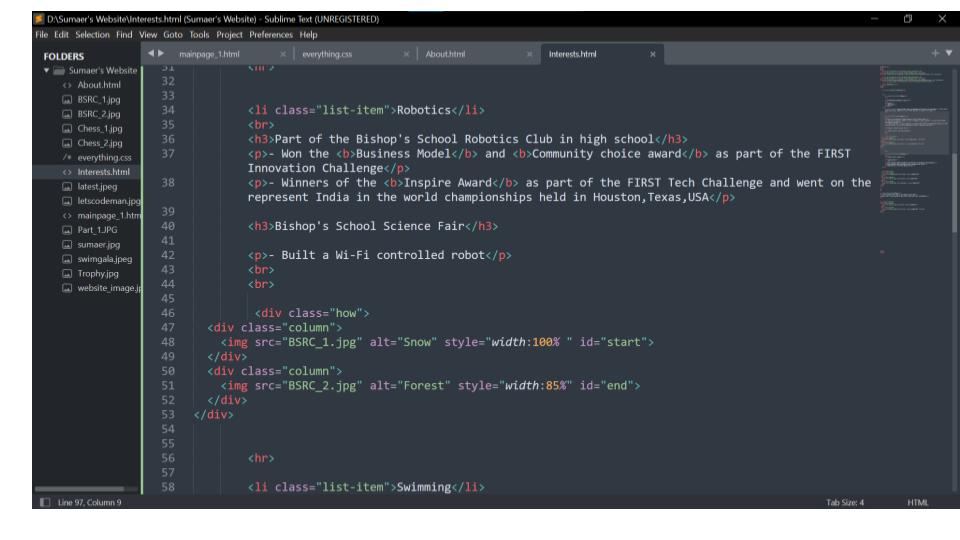 D:\Sumaer's Website\Interests.html (Sumaer's Website) - Sublime Text (UNREGISTERED)
File Edit Selection Find View Goto Tools Project Preferences Help
FOLDERS
Sumaer's Website
About.html
BSRC_1.jpg
BSRC_2.jpg
Chess_1.jpg
Chess_2.jpg
everything.css
Interests.html
latest.jpeg
letscodeman.jpg
mainpage_1.htm
Part_1.JPG
sumaer.jpg
swimgala.jpeg
Trophy.jpg
website_image.jp
mainpage_1.html × everything.css × About.html × Interests.html ×
31 <hr>
32
33
34 <li class="list-item">Robotics</li>
35 <br>
36 <h3>Part of the Bishop's School Robotics Club in high school</h3>
37 <p>- Won the <b>Business Model</b> and <b>Community choice award</b> as part of the FIRST
Innovation Challenge</p>
38 <p>- Winners of the <b>Inspire Award</b> as part of the FIRST Tech Challenge and went on the
represent India in the world championships held in Houston,Texas,USA</p>
39
40 <h3>Bishop's School Science Fair</h3>
41
42 <p>- Built a Wi-Fi controlled robot</p>
43 <br>
44 <br>
45
46 <div class="how">
47 <div class="column">
48 <img src="BSRC_1.jpg" alt="Snow" style="width:100% " id="start">
49 </div>
50 <div class="column">
51 <img src="BSRC_2.jpg" alt="Forest" style="width:85%" id="end">
52 </div>
53 </div>
54
55
56 <hr>
57
58 <li class="list-item">Swimming</li>
Line 97, Column 9
Tab Size: 4 HTML